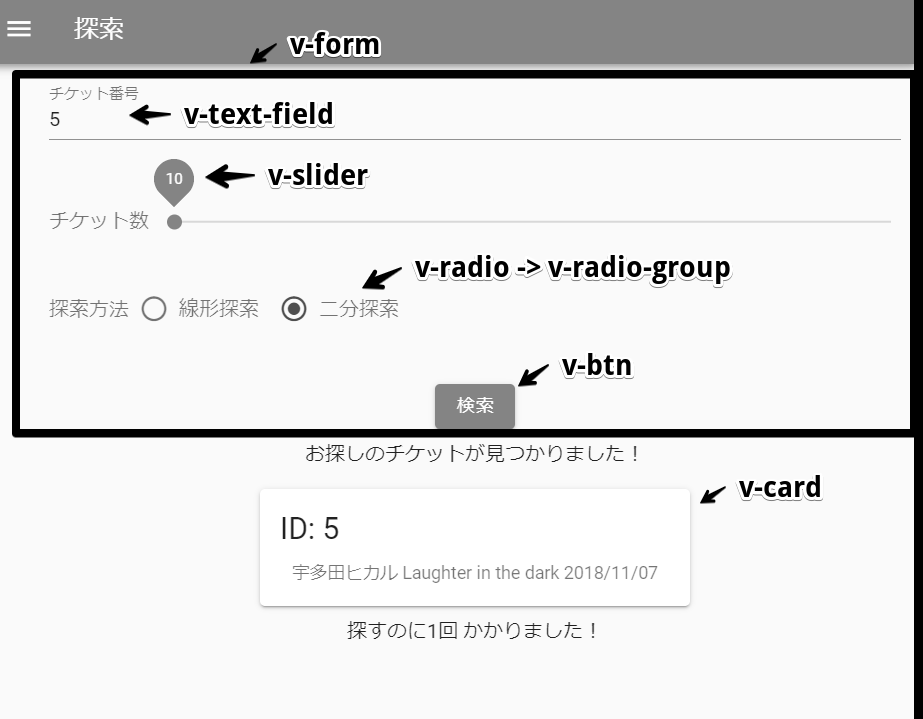 探索
v-form
チケット番号
5
v-text-field
10
v-slider
チケット数
v-radio -> v-radio-group
探索方法 線形探索 二分探索
v-btn
検索
お探しのチケットが見つかりました！
v-card
ID: 5
宇多田ヒカル Laughter in the dark 2018/11/07
探すのに1回 かかりました！